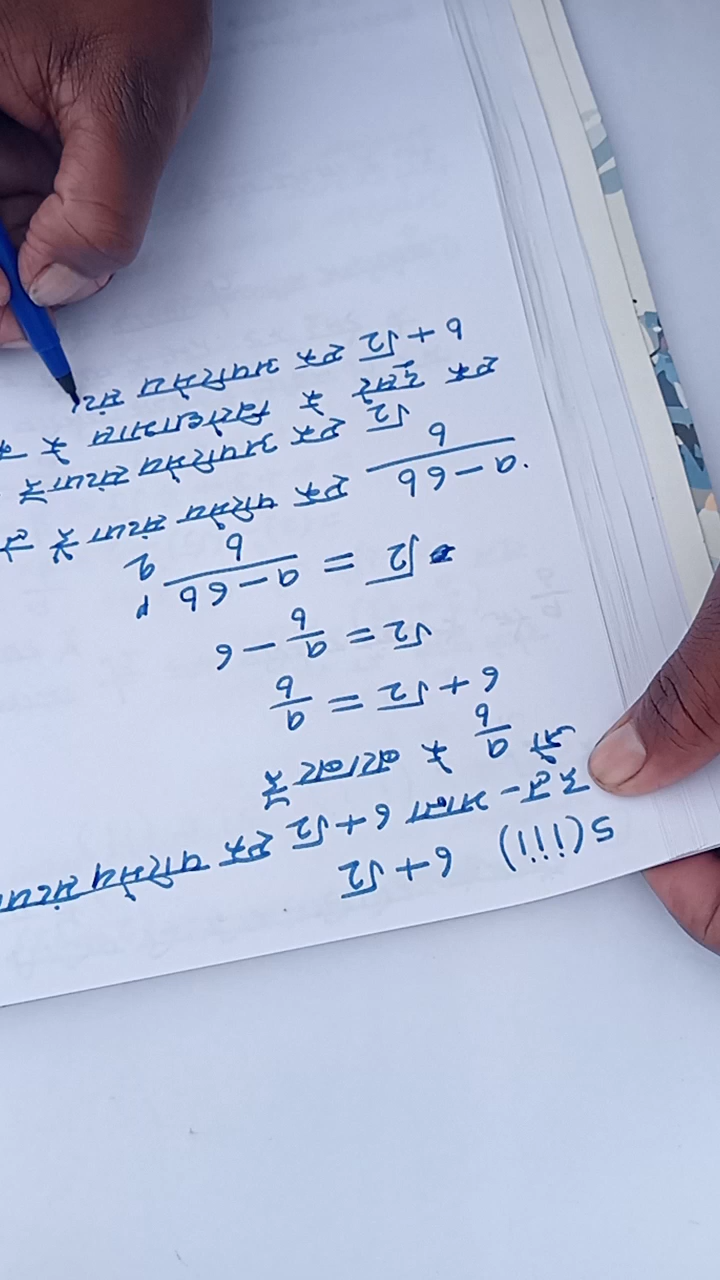 5(iii) 6+√2
हल- माना 6+√2 एक परिमेय संख्या
जो a/b के बराबर है
6+√2 = a/b
√2 = a/b - 6
√2 = a-6b/b p q
a-6b/b एक परिमेय संख्या है
√2 एक अपरिमेय संख्या है
एक दूसरे के विरोधाभाष है
6+√2 एक अपरिमेय सं